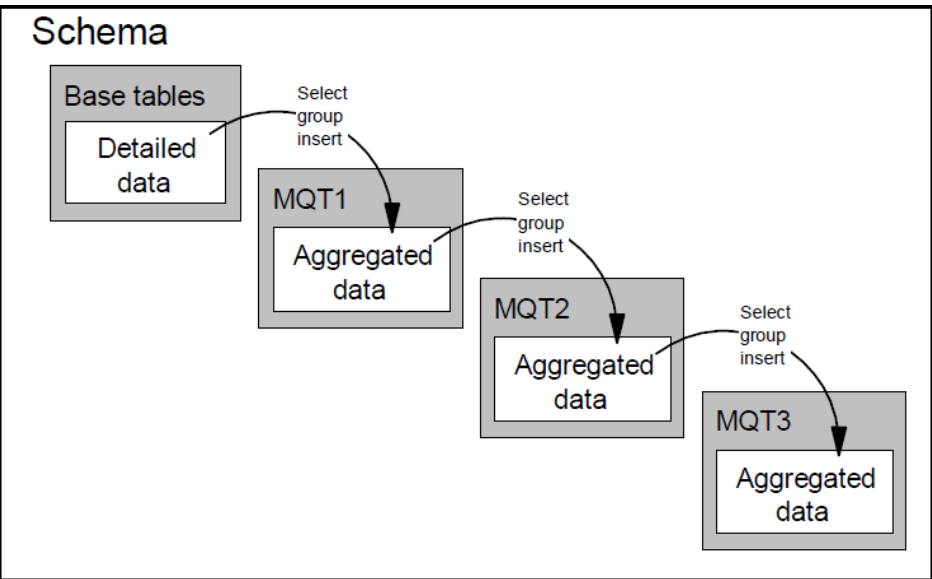 Schema
Base tables
Detailed
data
Select
group
insert
MQT1
Aggregated
data
Select
group
insert
MQT2
Aggregated
data
Select
group
insert
MQT3
Aggregated
data